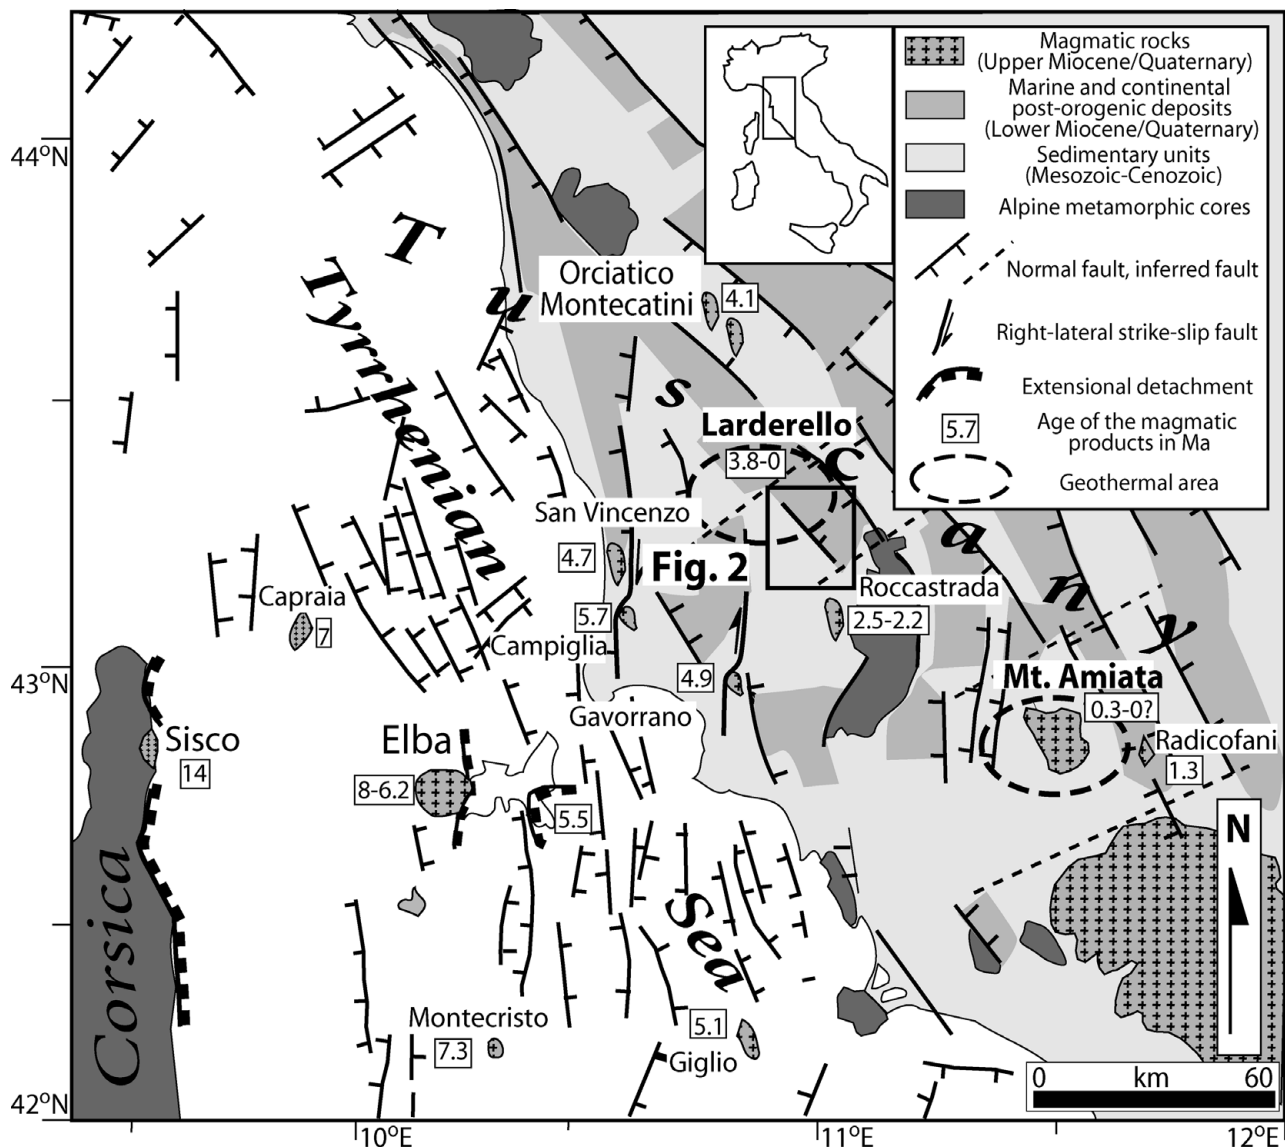 Magmatic rocks
(Upper Miocene/Quaternary)
Marine and continental
post-orogenic deposits
(Lower Miocene/Quaternary)
Sedimentary units
(Mesozoic-Cenozoic)
Alpine metamorphic cores
Normal fault, inferred fault
Right-lateral strike-slip fault
Extensional detachment
5.7
Age of the magmatic
products in Ma
Geothermal area
44°N
43°N
42°N
10°E
11°E
12°E
Tuscany
Tyrrhenian
Sea
Orciatico
Montecatini
4.1
Larderello
3.8-0
San Vincenzo
4.7
Fig. 2
5.7
Campiglia
Roccastrada
2.5-2.2
4.9
Gavorrano
Mt. Amiata
0.3-0?
Radicofani
1.3
Capraia
7
Sisco
14
Elba
8-6.2
5.5
Corsica
Montecristo
7.3
5.1
Giglio
N
0 km 60